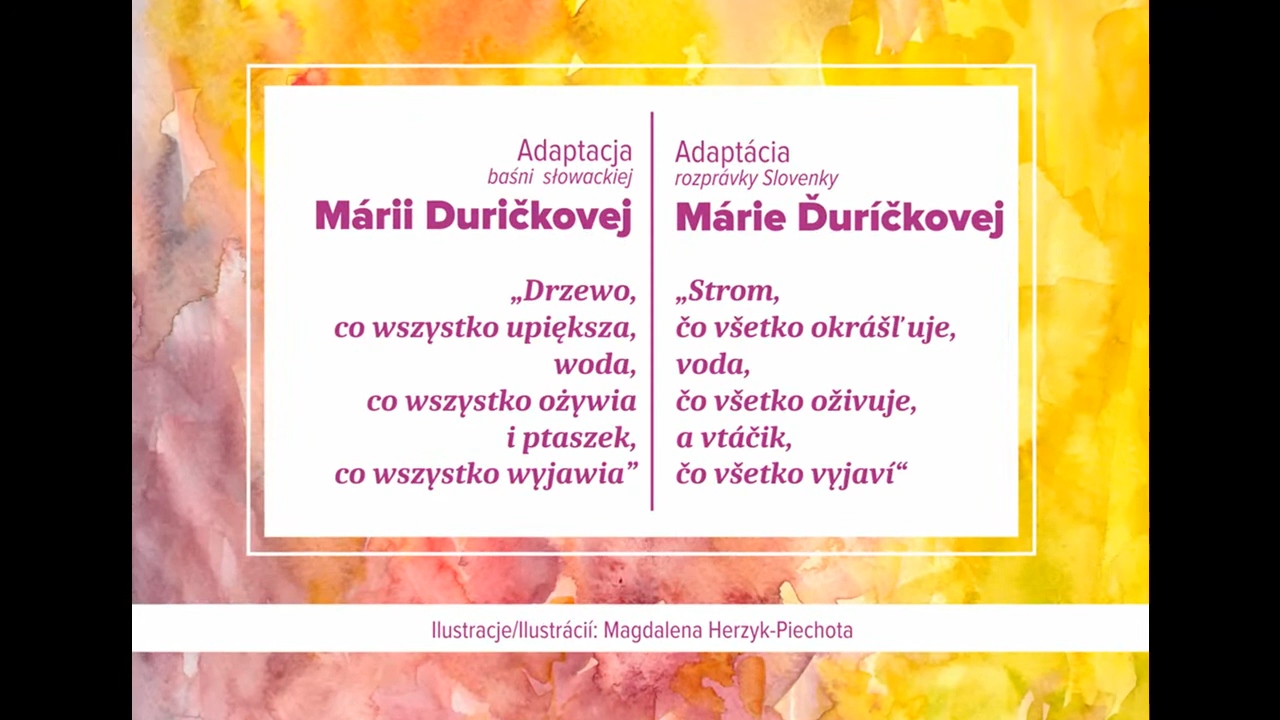 Adaptacja
baśni słowackiej
Márii Duričkovej
„Drzewo,
co wszystko upiększa,
woda,
co wszystko ożywia
i ptaszek,
co wszystko wyjawia”
Adaptácia
rozprávky Slovenky
Márie Ďuríčkovej
„Strom,
čo všetko okrášľuje,
voda,
čo všetko oživuje,
a vtáčik,
čo všetko vyjaví“
Ilustracje/Ilustrácií: Magdalena Herzyk-Piechota